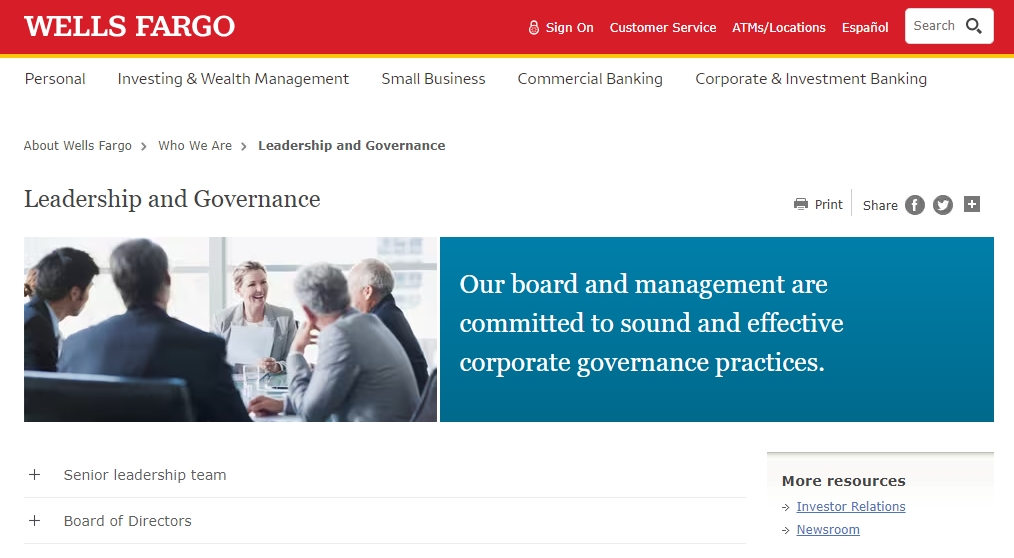 WELLS FARGO
Sign On Customer Service ATMs/Locations Español Search
Personal Investing & Wealth Management Small Business Commercial Banking Corporate & Investment Banking
About Wells Fargo > Who We Are > Leadership and Governance
Leadership and Governance
Print Share
Our board and management are
committed to sound and effective
corporate governance practices.
+ Senior leadership team
+ Board of Directors
More resources
Investor Relations
Newsroom